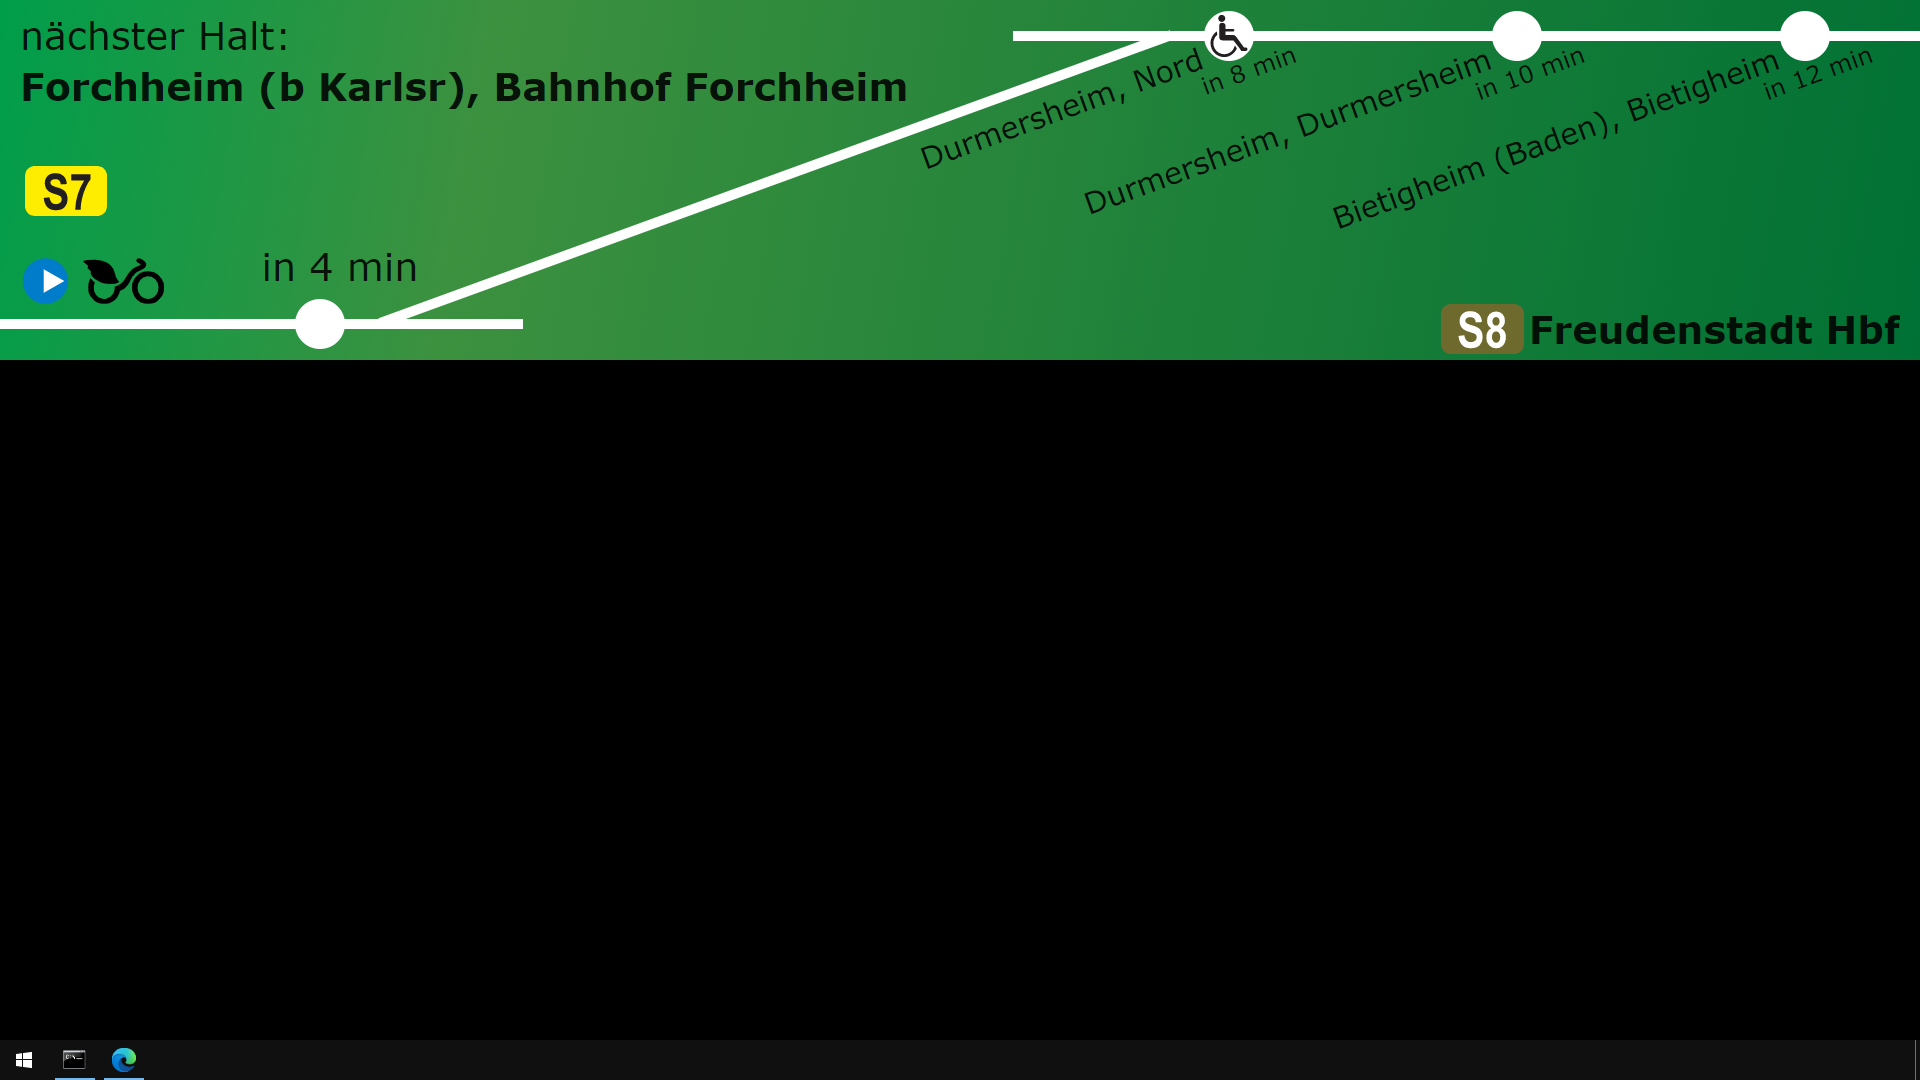 nächster Halt:
Forchheim (b Karlsr), Bahnhof Forchheim
S7
in 4 min
Durmersheim, Nord
in 8 min
Durmersheim, Durmersheim
in 10 min
Bietigheim (Baden), Bietigheim
in 12 min
S8 Freudenstadt Hbf